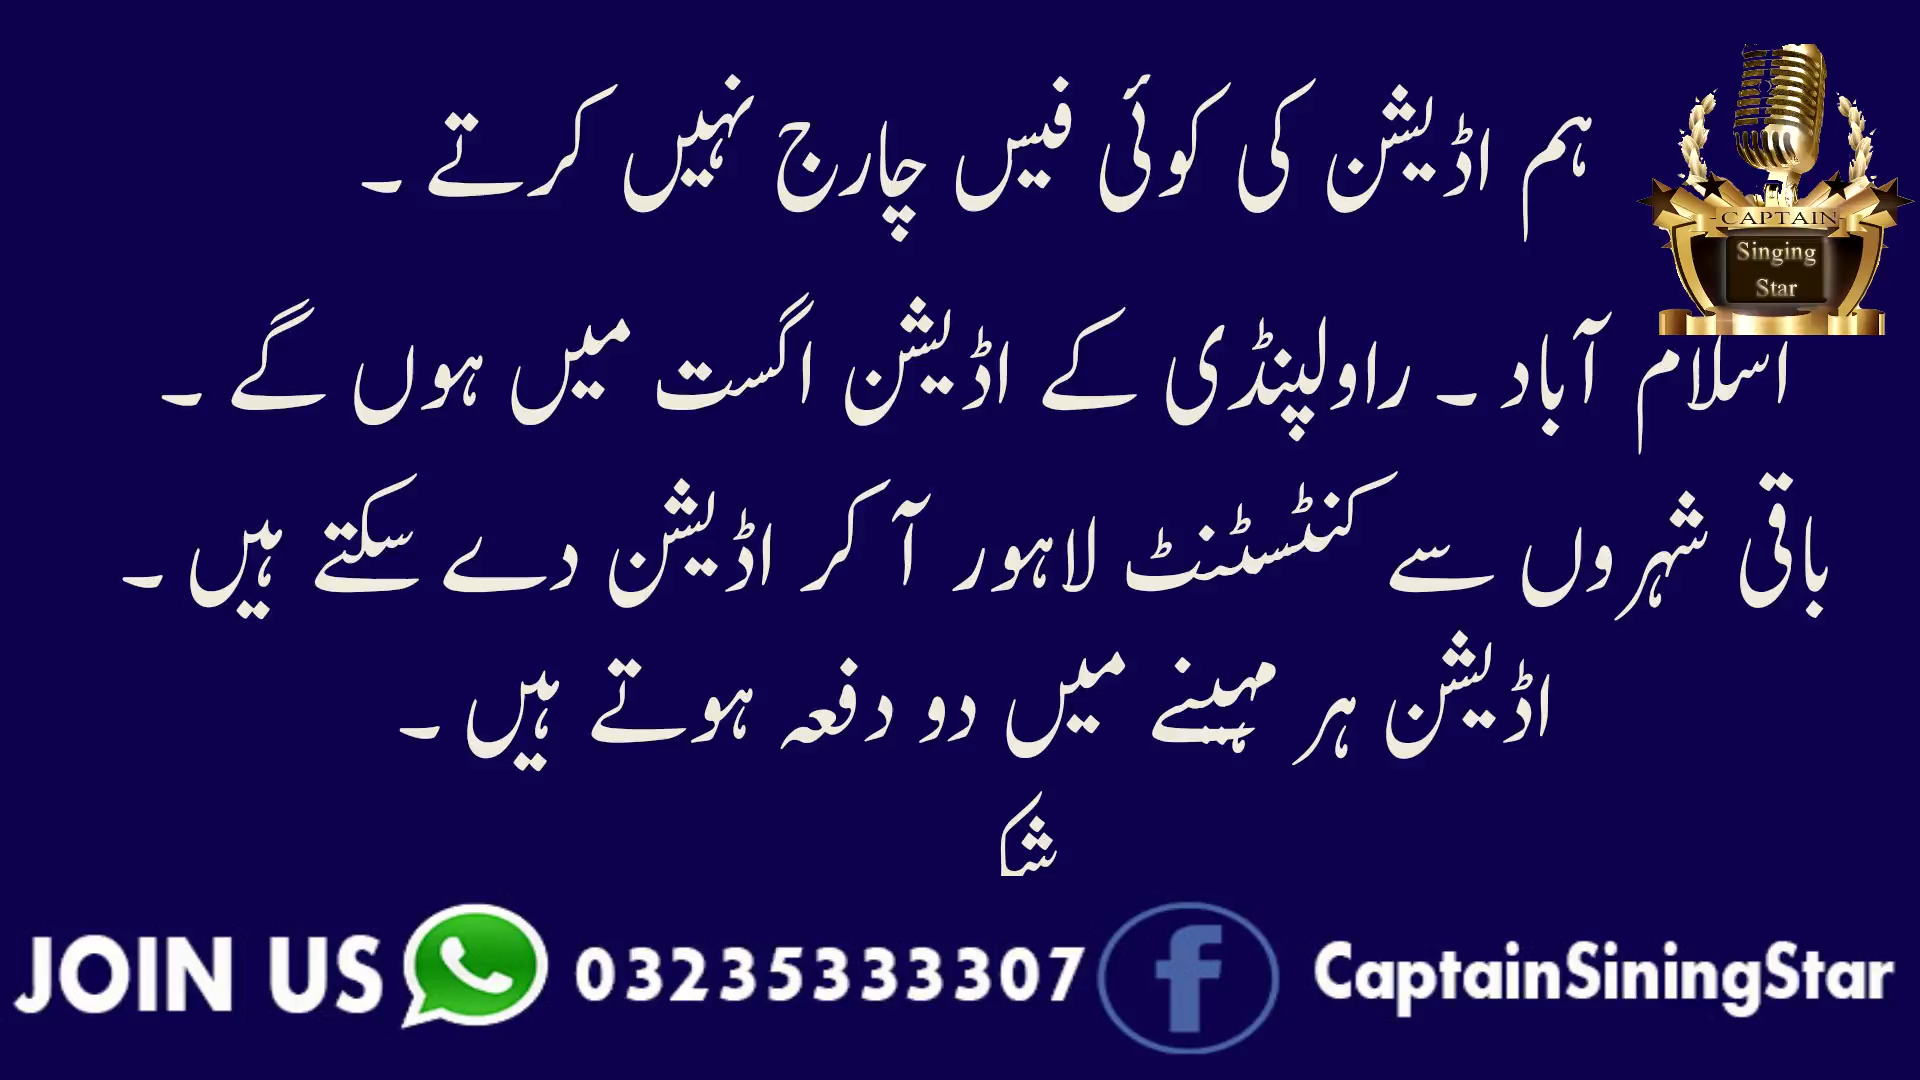 ہم اڈیشن کی کوئی فیس چارج نہیں کرتے ۔
CAPTAIN
Singing
Star
اسلام آباد ۔ راولپنڈی کے اڈیشن اگست میں ہوں گے ۔
باقی شہروں سے کنٹسٹنٹ لاہور آ کر اڈیشن دے سکتے ہیں ۔
اڈیشن ہر مہینے میں دو دفعہ ہوتے ہیں ۔
JOIN US 03235333307 CaptainSiningStar